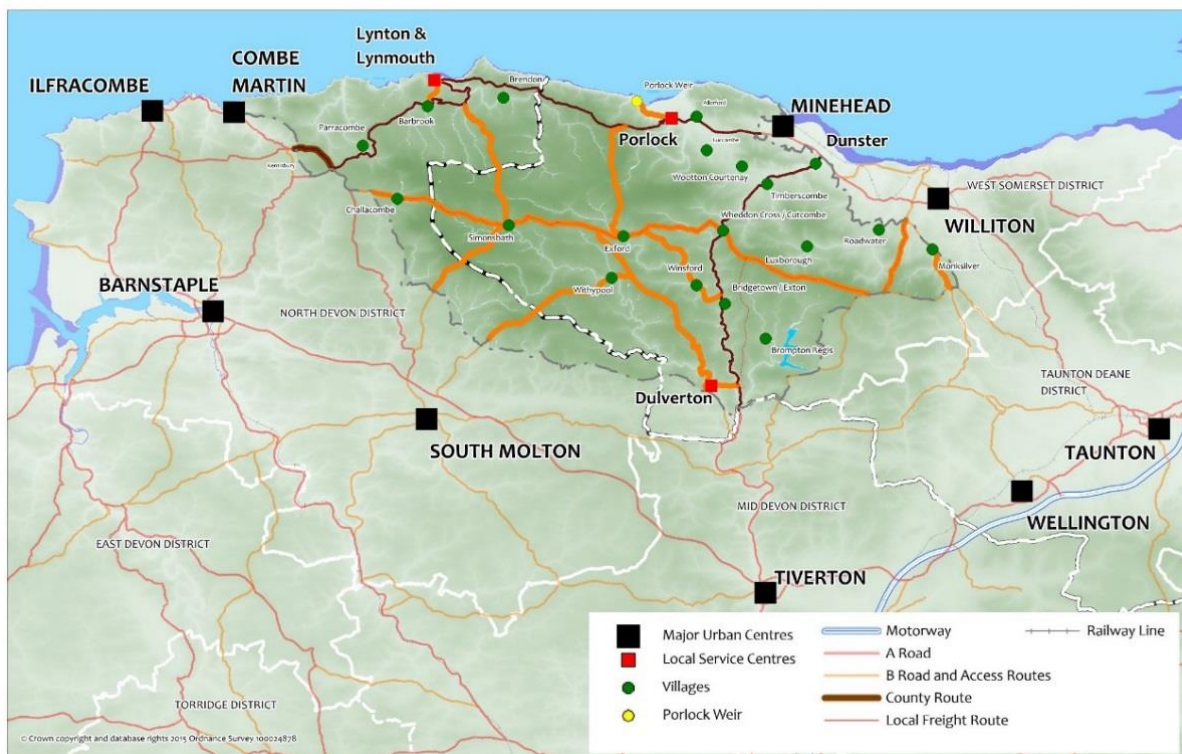 Lynton &
Lynmouth
COMBE
MARTIN
ILFRACOMBE
Brendon
Porlock Weir
Allerford
MINEHEAD
Parracombe
Barbrook
Porlock
Luccombe
Dunster
Kentisbury
Wootton Courtenay
Timberscombe
WEST SOMERSET DISTRICT
WILLITON
Challacombe
Simonsbath
Exford
Wheddon Cross / Cutcombe
Luxborough
Roadwater
Monksilver
Winsford
Withypool
Bridgetown / Exton
BARNSTAPLE
NORTH DEVON DISTRICT
Brompton Regis
TAUNTON DEANE
DISTRICT
Dulverton
SOUTH MOLTON
TAUNTON
MID DEVON DISTRICT
WELLINGTON
EAST DEVON DISTRICT
TIVERTON
TORRIDGE DISTRICT
Major Urban Centres
Local Service Centres
Villages
Porlock Weir
Motorway
A Road
B Road and Access Routes
County Route
Local Freight Route
Railway Line
© Crown copyright and database rights 2015 Ordnance Survey 100024878